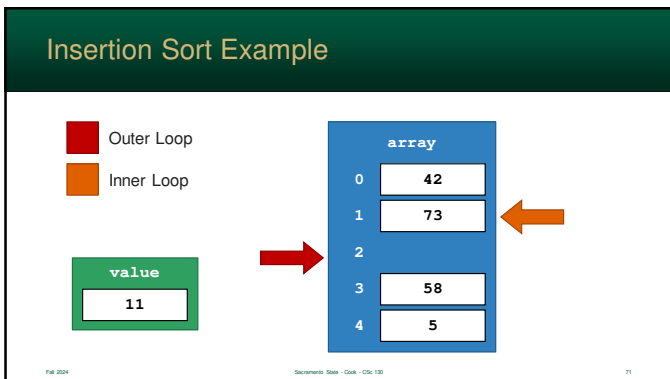 Insertion Sort Example
Outer Loop
Inner Loop
value
11
array
0 42
1 73
2
3 58
4 5
Fall 2024 Sacramento State - Cook - CSc 130 71